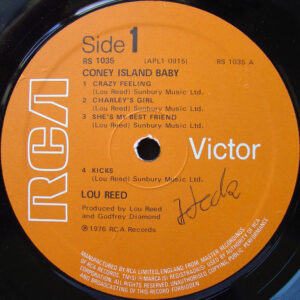 Side 1
RS 1035 (APL1 0915) RS 1035 A
CONEY ISLAND BABY
1 CRAZY FEELING
(Lou Reed) Sunbury Music Ltd.
2 CHARLEY'S GIRL
(Lou Reed) Sunbury Music Ltd.
3 SHE'S MY BEST FRIEND
(Lou Reed) Sunbury Music Ltd.
RCA
Victor
4 KICKS
(Lou Reed) Sunbury Music Ltd.
LOU REED
Produced by Lou Reed
and Godfrey Diamond
℗ 1976 RCA Records
MANUFACTURED BY RCA LIMITED, ENGLAND, FROM MASTER RECORDINGS
OF RCA RECORDS. TM(S) ® MARCA(S) REGISTRADA(S) USED BY AUTHORITY OF RCA
CORPORATION. ALL RIGHTS RESERVED. UNAUTHORISED COPYING, PUBLIC PERFORMANCE
AND BROADCASTING OF THIS RECORD FORBIDDEN